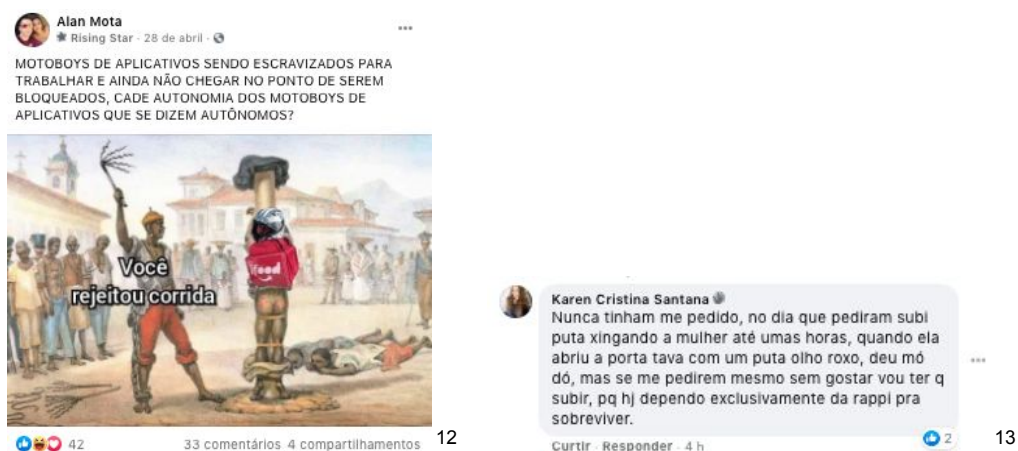 Alan Mota
Rising Star · 28 de abril ·
MOTOBOYS DE APLICATIVOS SENDO ESCRAVIZADOS PARA
TRABALHAR E AINDA NÃO CHEGAR NO PONTO DE SEREM
BLOQUEADOS, CADE AUTONOMIA DOS MOTOBOYS DE
APLICATIVOS QUE SE DIZEM AUTÔNOMOS?
Você
rejeitou corrida
ifood
42
33 comentários 4 compartilhamentos
12
Karen Cristina Santana
Nunca tinham me pedido, no dia que pediram subi
puta xingando a mulher até umas horas, quando ela
abriu a porta tava com um puta olho roxo, deu mó
dó, mas se me pedirem mesmo sem gostar vou ter q
subir, pq hj dependo exclusivamente da rappi pra
sobreviver.
Curtir · Responder · 4 h
2
13